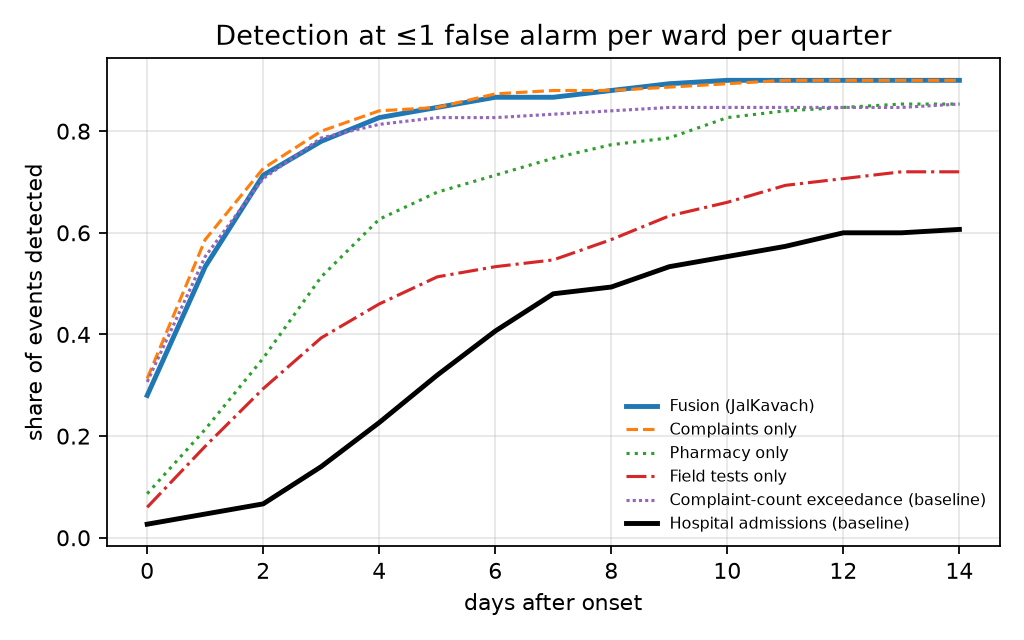 Detection at ≤1 false alarm per ward per quarter
share of events detected
0.8
0.6
0.4
0.2
0.0
Fusion (JalKavach)
Complaints only
Pharmacy only
Field tests only
Complaint-count exceedance (baseline)
Hospital admissions (baseline)
0 2 4 6 8 10 12 14
days after onset